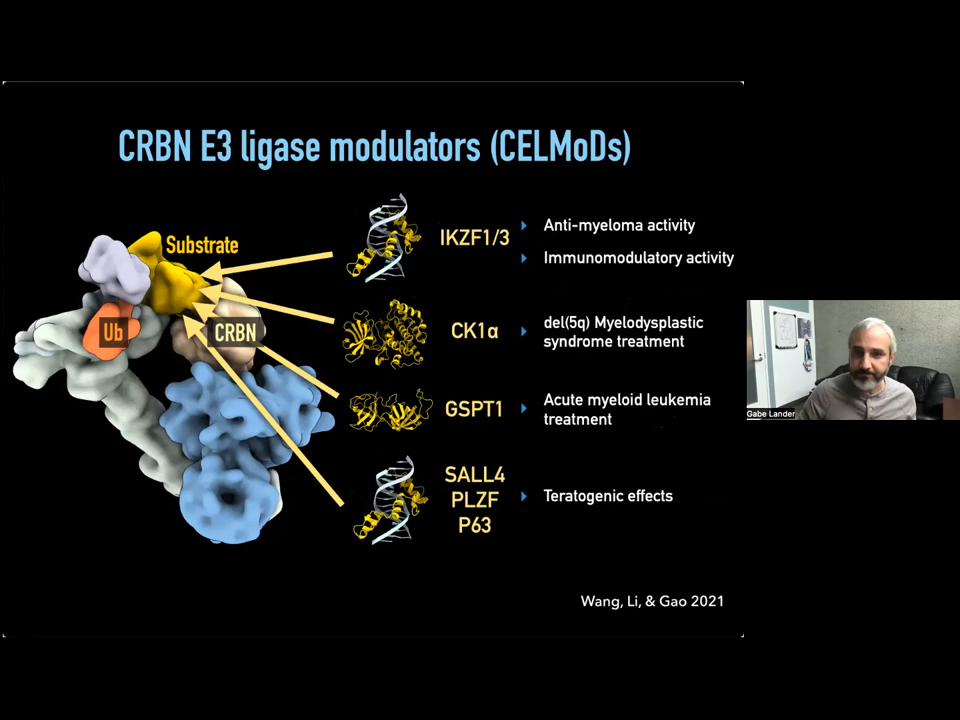 CRBN E3 ligase modulators (CELMoDs)
Substrate
Ub
CRBN
IKZF1/3
Anti-myeloma activity
Immunomodulatory activity
CK1α
del(5q) Myelodysplastic
syndrome treatment
GSPT1
Acute myeloid leukemia
treatment
SALL4
PLZF
P63
Teratogenic effects
Wang, Li, & Gao 2021
Gabe Lander